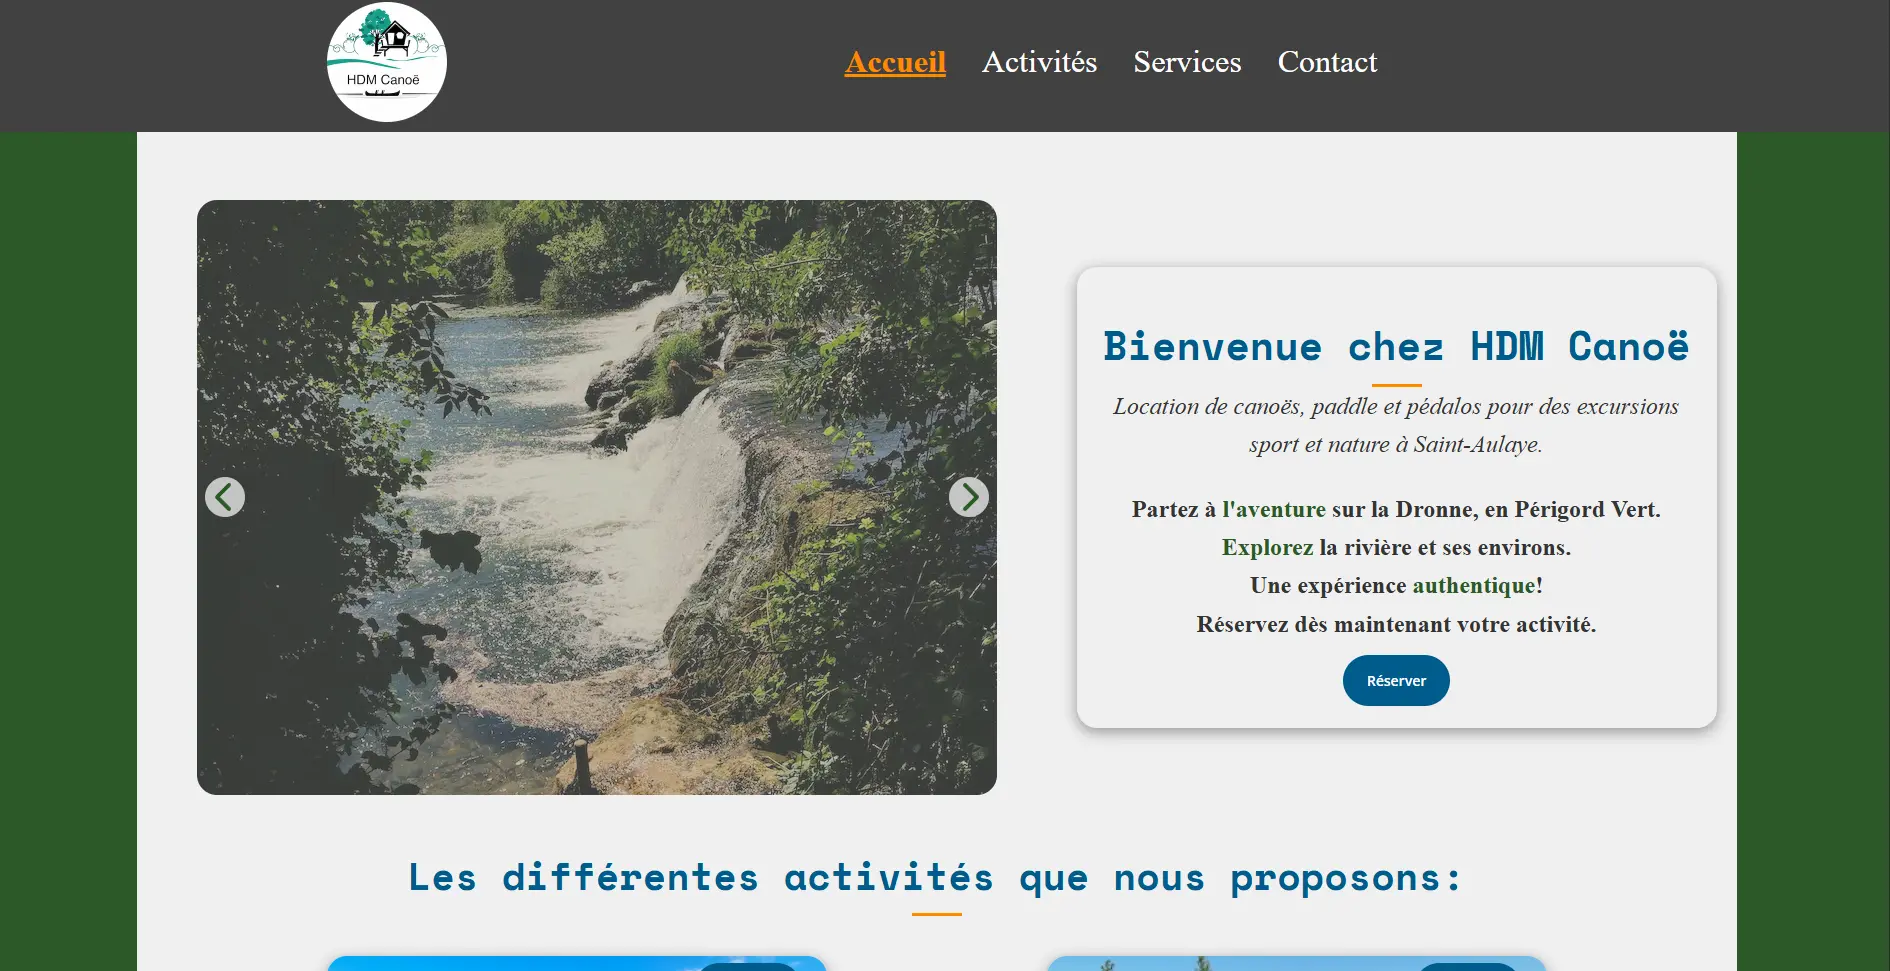 HDM Canoë
Accueil Activités Services Contact
Bienvenue chez HDM Canoë
Location de canoës, paddle et pédalos pour des excursions
sport et nature à Saint-Aulaye.
Partez à l'aventure sur la Dronne, en Périgord Vert.
Explorez la rivière et ses environs.
Une expérience authentique!
Réservez dès maintenant votre activité.
Réserver
Les différentes activités que nous proposons: